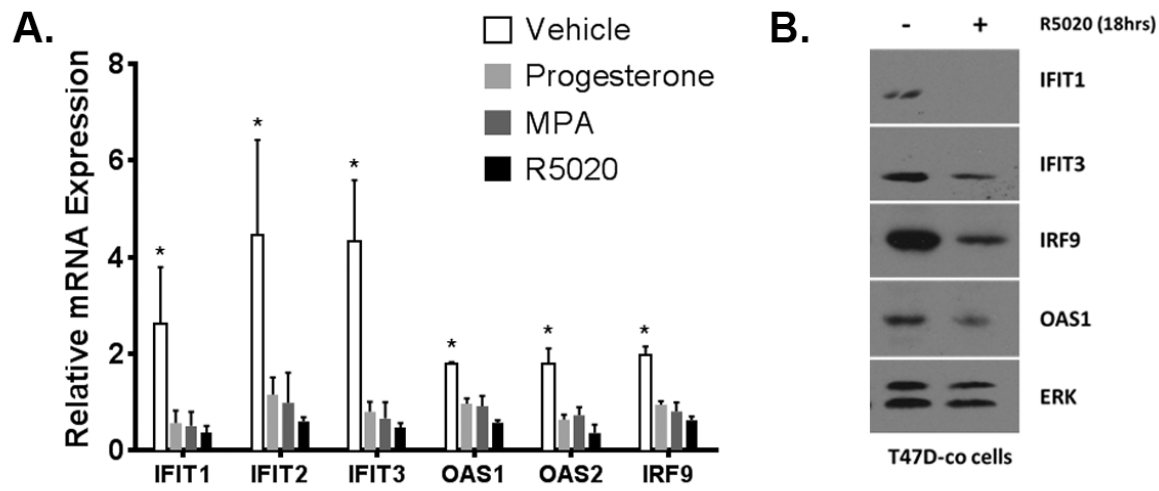 A.
Vehicle
Progesterone
MPA
R5020
Relative mRNA Expression
8
6
4
2
0
*
*
*
*
*
*
IFIT1
IFIT2
IFIT3
OAS1
OAS2
IRF9
B.
- + R5020 (18hrs)
IFIT1
IFIT3
IRF9
OAS1
ERK
T47D-co cells